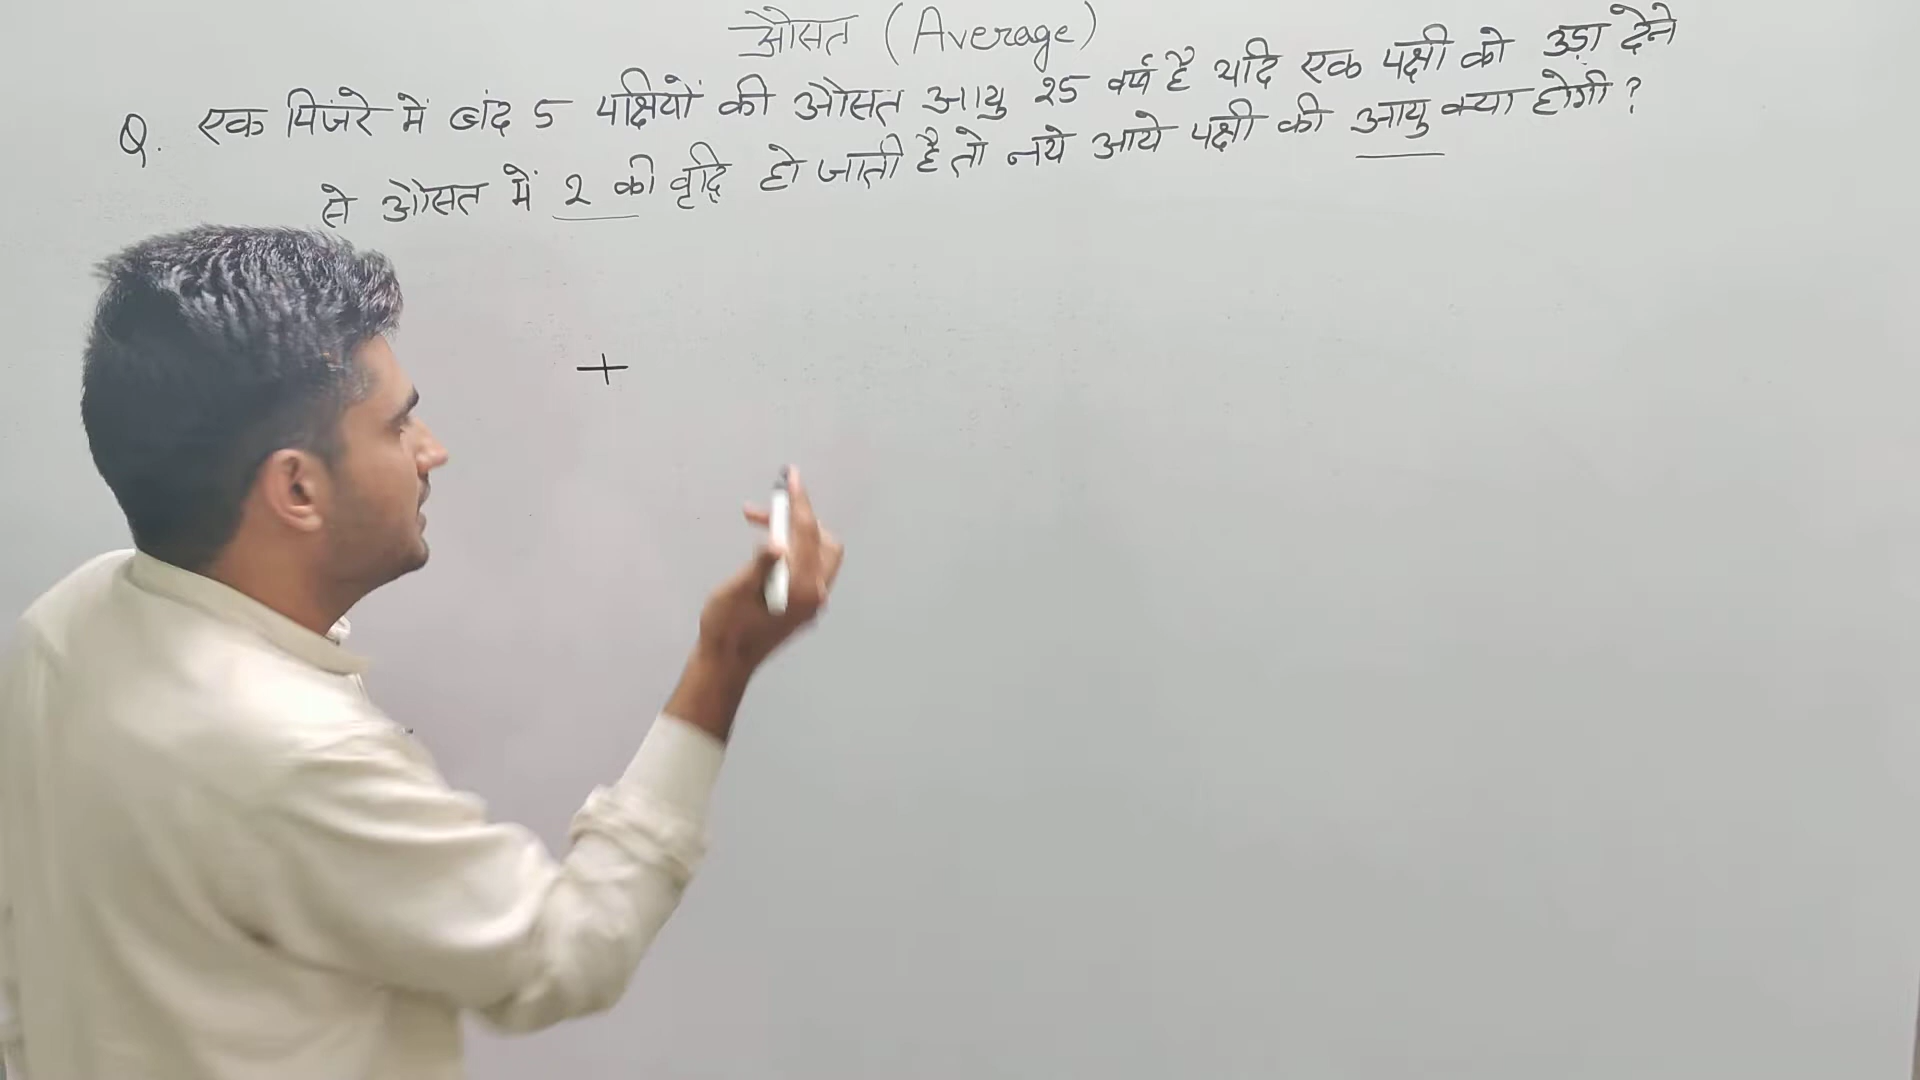 औसत (Average)
Q. एक पिंजरे में बंद 5 पक्षियों की औसत आयु 25 वर्ष है यदि एक पक्षी को उड़ा देने
से औसत में 2 की वृद्धि हो जाती है तो नये आये पक्षी की आयु क्या होगी ?
+